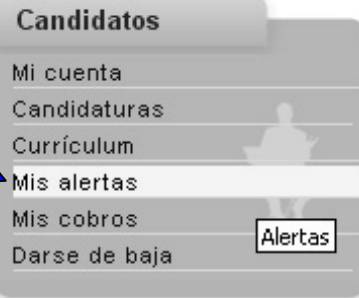 Candidatos
Mi cuenta
Candidaturas
Currículum
Mis alertas
Mis cobros
Alertas
Darse de baja